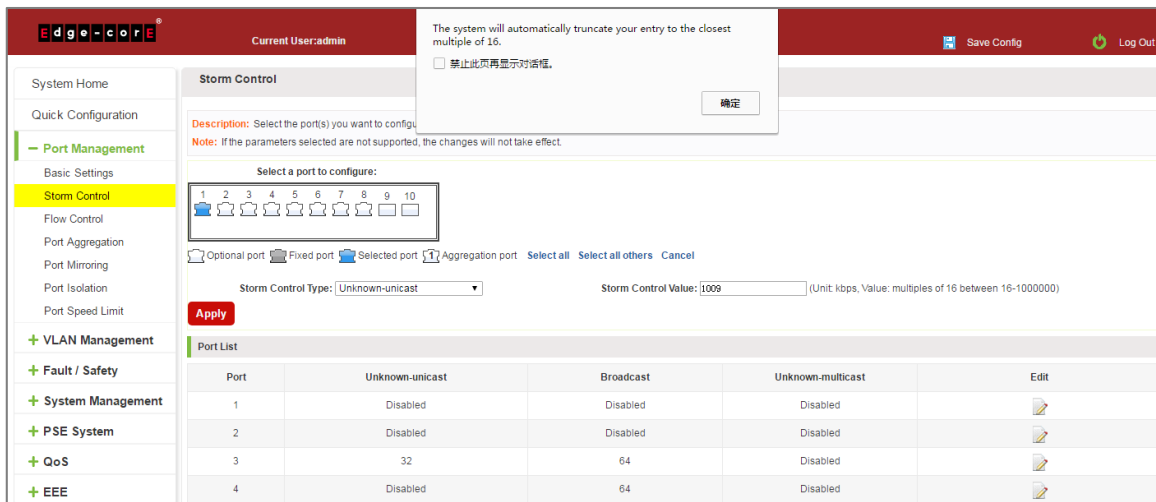 Edge-corE®
Current User:admin
The system will automatically truncate your entry to the closest
multiple of 16.
禁止此页再显示对话框。
确定
Save Config
Log Out
System Home
Quick Configuration
Port Management
Basic Settings
Storm Control
Flow Control
Port Aggregation
Port Mirroring
Port Isolation
Port Speed Limit
VLAN Management
Fault / Safety
System Management
PSE System
QoS
EEE
Storm Control
Description: Select the port(s) you want to configu
Note: If the parameters selected are not supported, the changes will not take effect.
Select a port to configure:
1 2 3 4 5 6 7 8 9 10
Optional port Fixed port Selected port 1 Aggregation port Select all Select all others Cancel
Storm Control Type: Unknown-unicast Storm Control Value: 1009 (Unit: kbps, Value: multiples of 16 between 16-1000000)
Apply
Port List
Port Unknown-unicast Broadcast Unknown-multicast Edit
1 Disabled Disabled Disabled
2 Disabled Disabled Disabled
3 32 64 Disabled
4 Disabled 64 Disabled